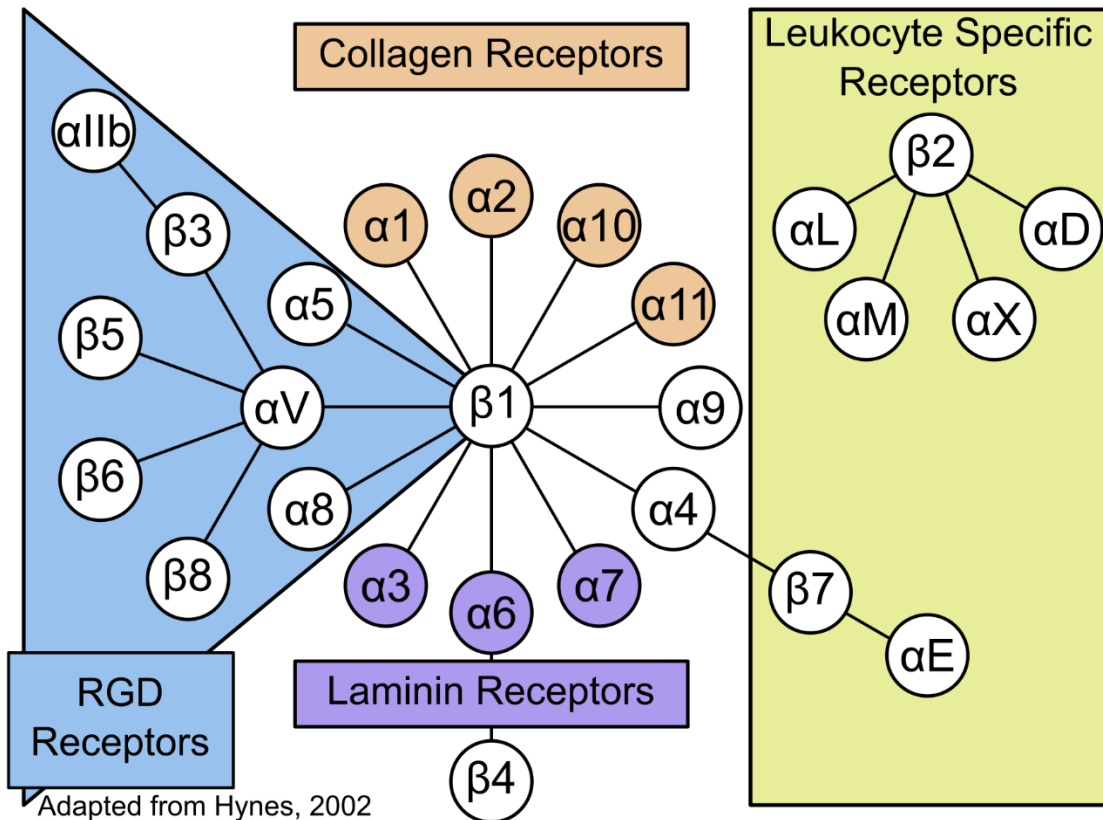 Collagen Receptors
Leukocyte Specific
Receptors
αIIb
β3
β5
αV
β6
β8
α5
α8
α1
α2
α10
α11
β1
α9
α4
α3
α6
α7
β4
β2
αL
αM
αX
αD
β7
αE
RGD
Receptors
Laminin Receptors
Adapted from Hynes, 2002